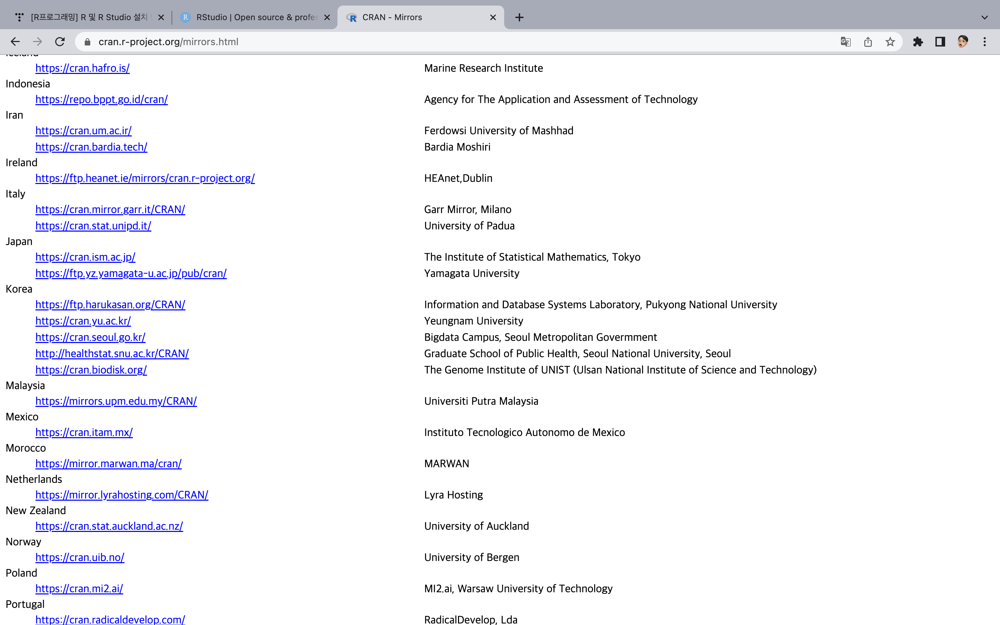 [R프로그래밍] R 및 R Studio 설치
RStudio | Open source & profes
CRAN - Mirrors
cran.r-project.org/mirrors.html
Iceland
https://cran.hafro.is/ Marine Research Institute
Indonesia
https://repo.bppt.go.id/cran/ Agency for The Application and Assessment of Technology
Iran
https://cran.um.ac.ir/ Ferdowsi University of Mashhad
https://cran.bardia.tech/ Bardia Moshiri
Ireland
https://ftp.heanet.ie/mirrors/cran.r-project.org/ HEAnet,Dublin
Italy
https://cran.mirror.garr.it/CRAN/ Garr Mirror, Milano
https://cran.stat.unipd.it/ University of Padua
Japan
https://cran.ism.ac.jp/ The Institute of Statistical Mathematics, Tokyo
https://ftp.yz.yamagata-u.ac.jp/pub/cran/ Yamagata University
Korea
https://ftp.harukasan.org/CRAN/ Information and Database Systems Laboratory, Pukyong National University
https://cran.yu.ac.kr/ Yeungnam University
https://cran.seoul.go.kr/ Bigdata Campus, Seoul Metropolitan Govermment
http://healthstat.snu.ac.kr/CRAN/ Graduate School of Public Health, Seoul National University, Seoul
https://cran.biodisk.org/ The Genome Institute of UNIST (Ulsan National Institute of Science and Technology)
Malaysia
https://mirrors.upm.edu.my/CRAN/ Universiti Putra Malaysia
Mexico
https://cran.itam.mx/ Instituto Tecnologico Autonomo de Mexico
Morocco
https://mirror.marwan.ma/cran/ MARWAN
Netherlands
https://mirror.lyrahosting.com/CRAN/ Lyra Hosting
New Zealand
https://cran.stat.auckland.ac.nz/ University of Auckland
Norway
https://cran.uib.no/ University of Bergen
Poland
https://cran.mi2.ai/ MI2.ai, Warsaw University of Technology
Portugal
https://cran.radicaldevelop.com/ RadicalDevelop, Lda